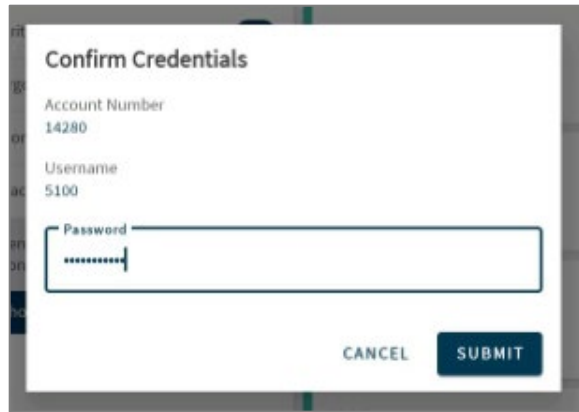 Confirm Credentials
Account Number
14280
Username
5100
Password
•••••••••••
CANCEL
SUBMIT